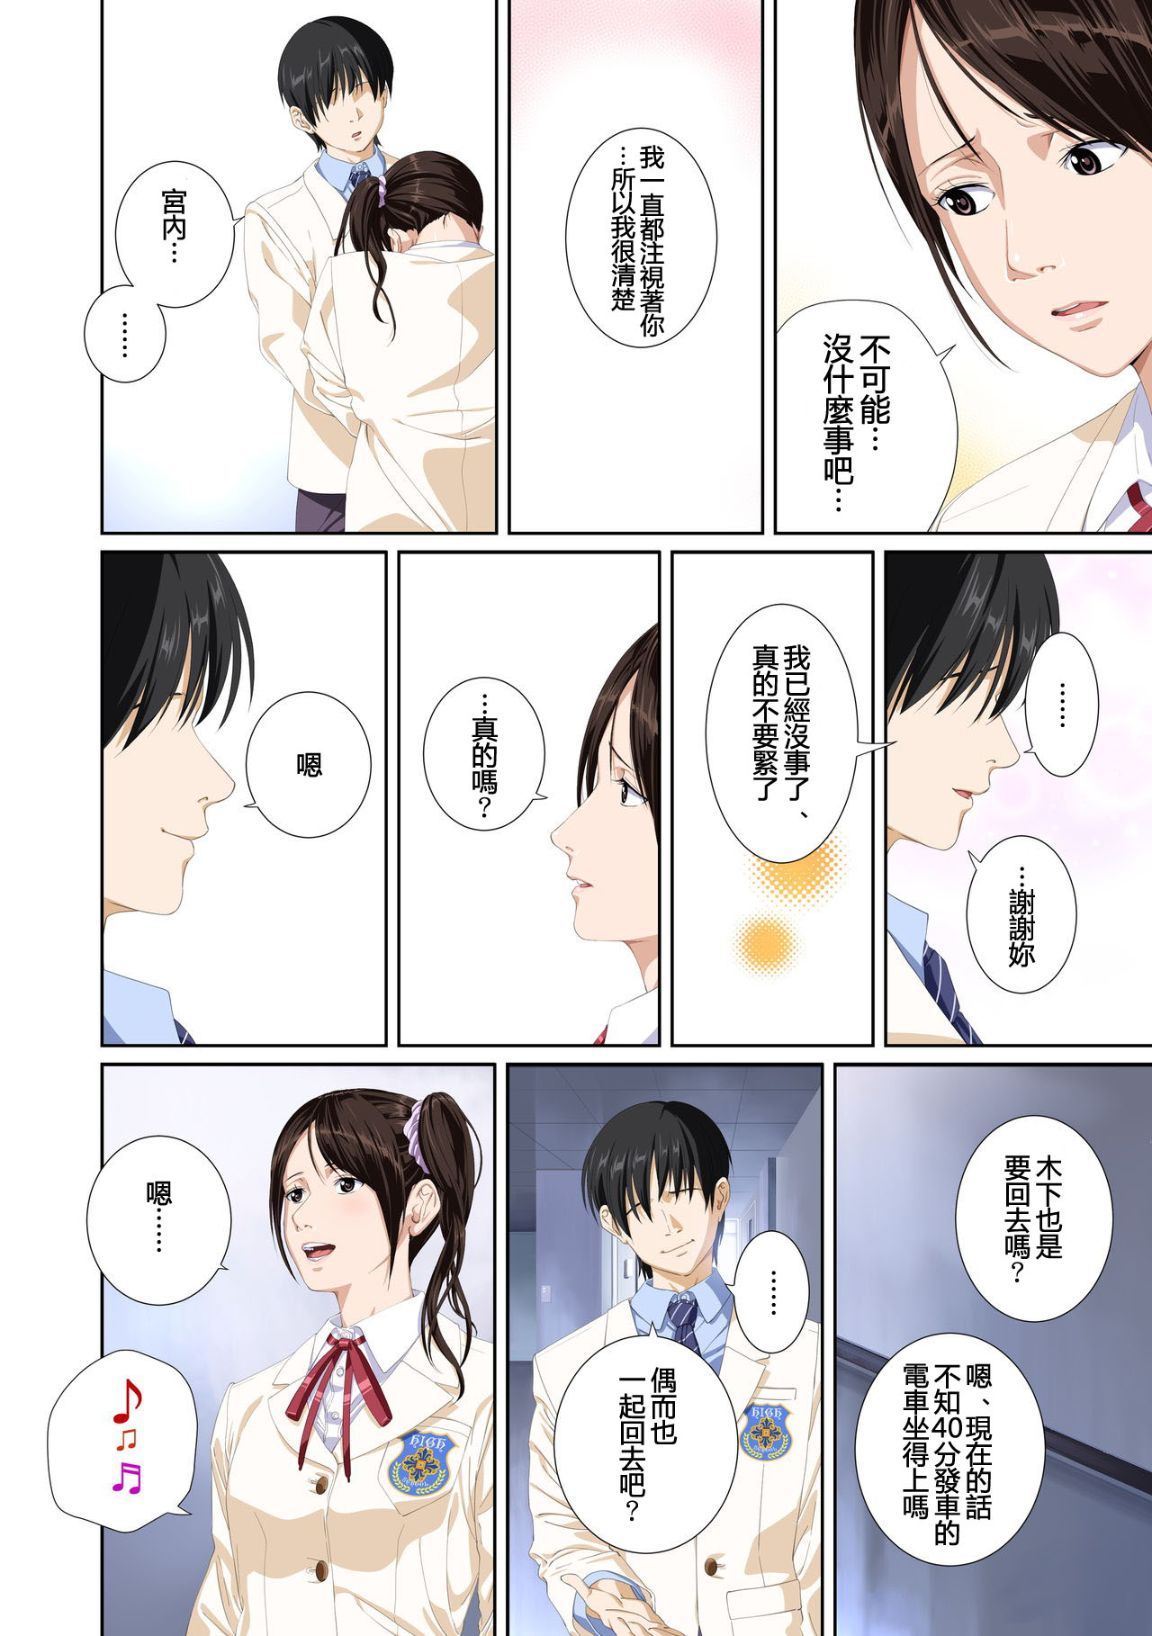 不可能…
沒什麼事吧…
我一直都注視著你
…所以我很清楚
宮內…
……
……
…謝謝妳
我已經沒事了、
真的不要緊了
…真的嗎？
嗯
木下也是
要回去嗎？
嗯、現在的話
不知40分發車的
電車坐得上嗎
……
偶而也
一起回去吧？
HIGH
SCHOOL
嗯……
♪
♫
♬
HIGH
SCHOOL